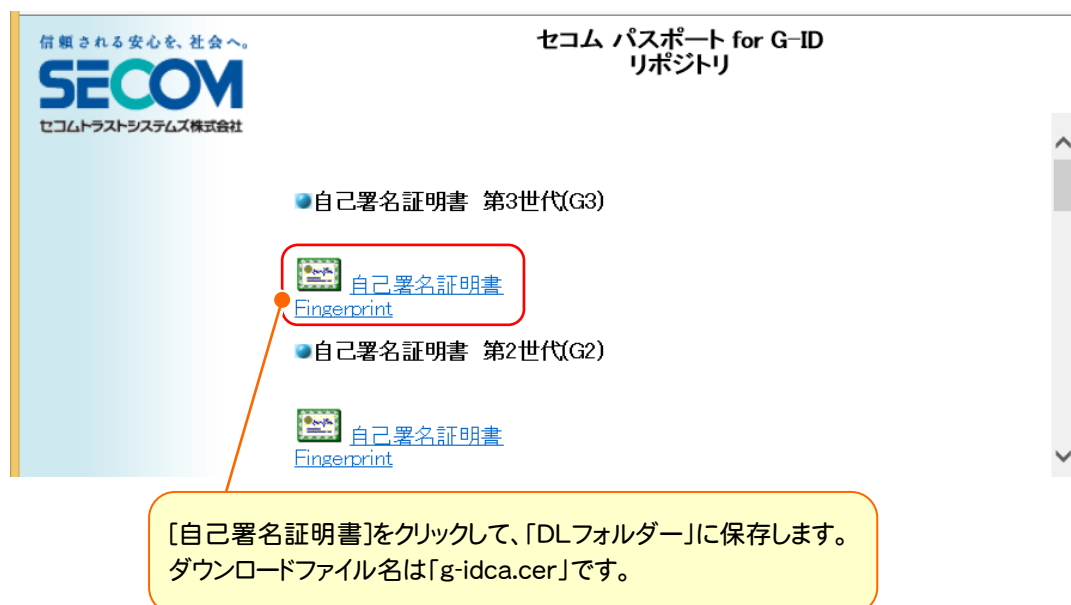 信頼される安心を、社会へ。
SECOM
セコムトラストシステムズ株式会社
セコム パスポート for G-ID
リポジトリ
自己署名証明書 第3世代(G3)
自己署名証明書
Fingerprint
自己署名証明書 第2世代(G2)
自己署名証明書
Fingerprint
[自己署名証明書]をクリックして、「DLフォルダー」に保存します。
ダウンロードファイル名は「g-idca.cer」です。